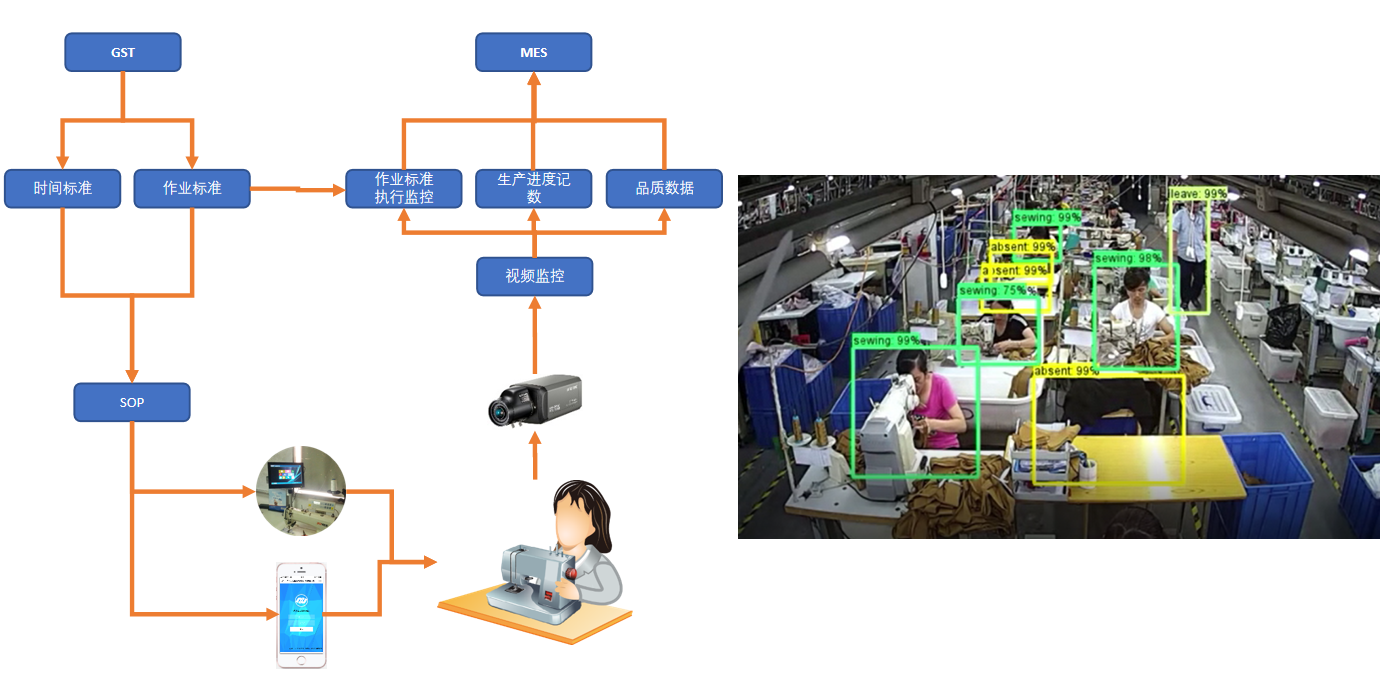 GST
MES
时间标准
作业标准
作业标准
执行监控
生产进度记
数
品质数据
视频监控
SOP
leave: 99%
sewing: 99%
absent: 99%
sewing: 98%
absent: 99%
sewing: 75%
sewing: 99%
absent: 99%